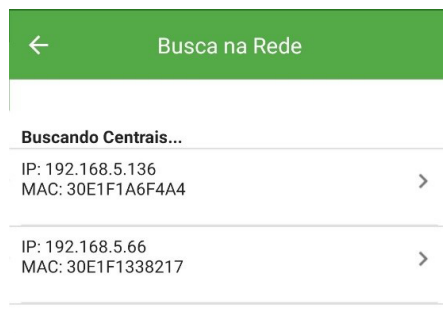 Busca na Rede
Buscando Centrais...
IP: 192.168.5.136
MAC: 30E1F1A6F4A4
IP: 192.168.5.66
MAC: 30E1F1338217